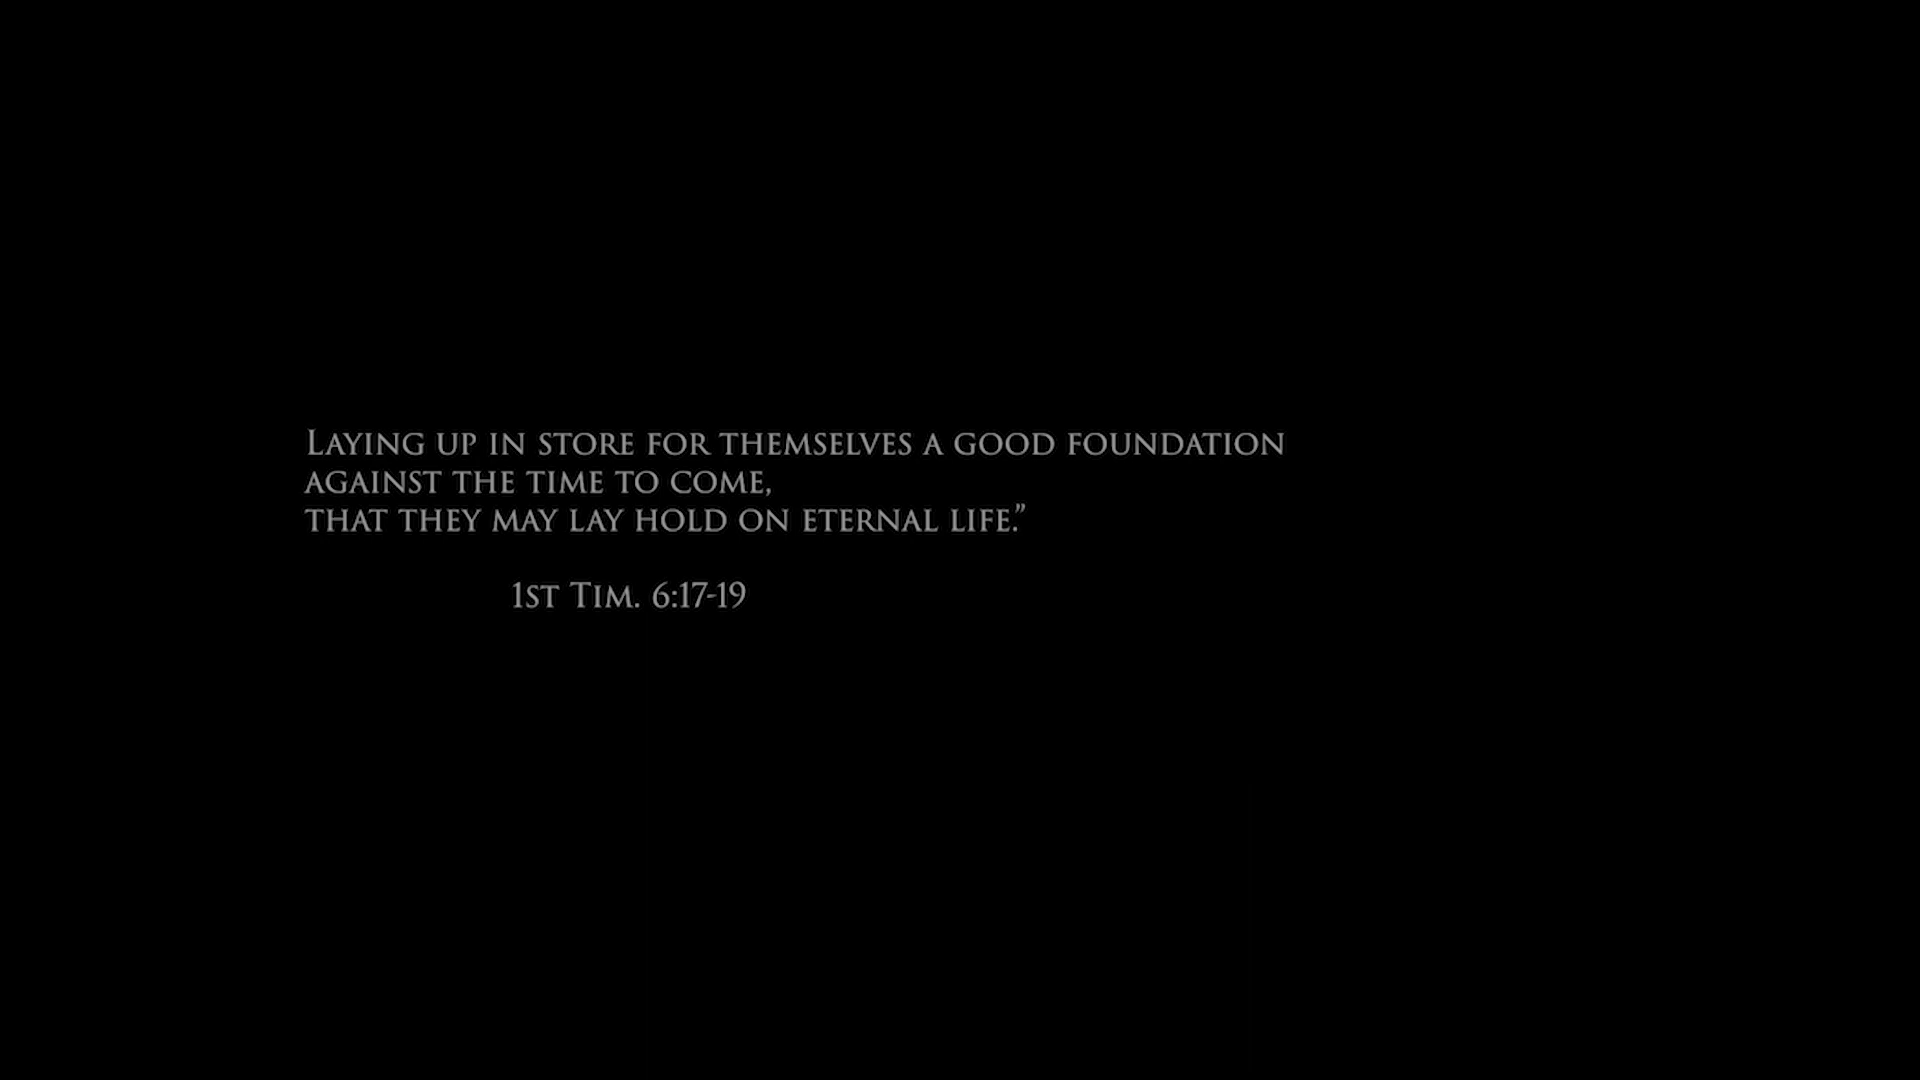 Laying up in store for themselves a good foundation
against the time to come,
that they may lay hold on eternal life.”
1st Tim. 6:17-19